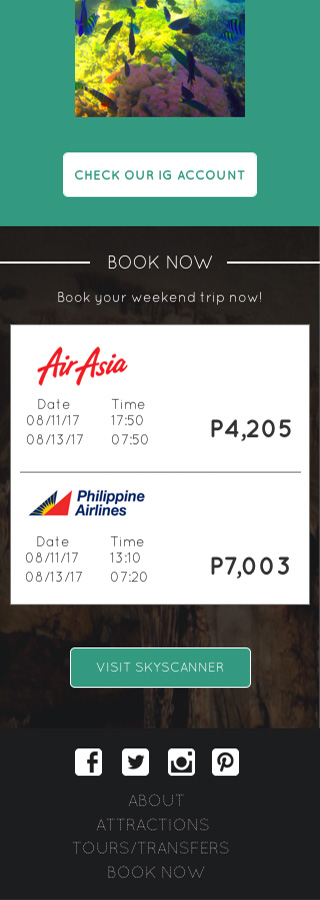 CHECK OUR IG ACCOUNT
BOOK NOW
Book your weekend trip now!
AirAsia
Date Time
08/11/17 17:50
08/13/17 07:50
P4,205
Philippine
Airlines
Date Time
08/11/17 13:10
08/13/17 07:20
P7,003
VISIT SKYSCANNER
ABOUT
ATTRACTIONS
TOURS/TRANSFERS
BOOK NOW